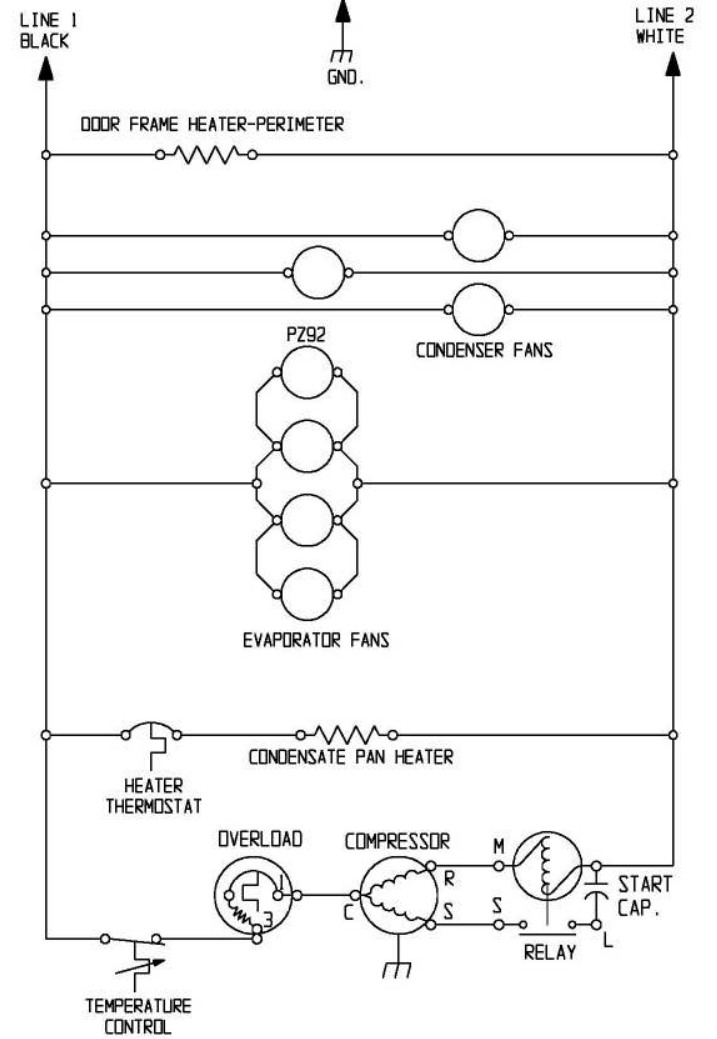 LINE 1
BLACK
GND.
LINE 2
WHITE
DOOR FRAME HEATER-PERIMETER
CONDENSER FANS
PZ92
EVAPORATOR FANS
CONDENSATE PAN HEATER
HEATER
THERMOSTAT
OVERLOAD
1
3
COMPRESSOR
C
R
S
M
S
START
CAP.
L
RELAY
TEMPERATURE
CONTROL